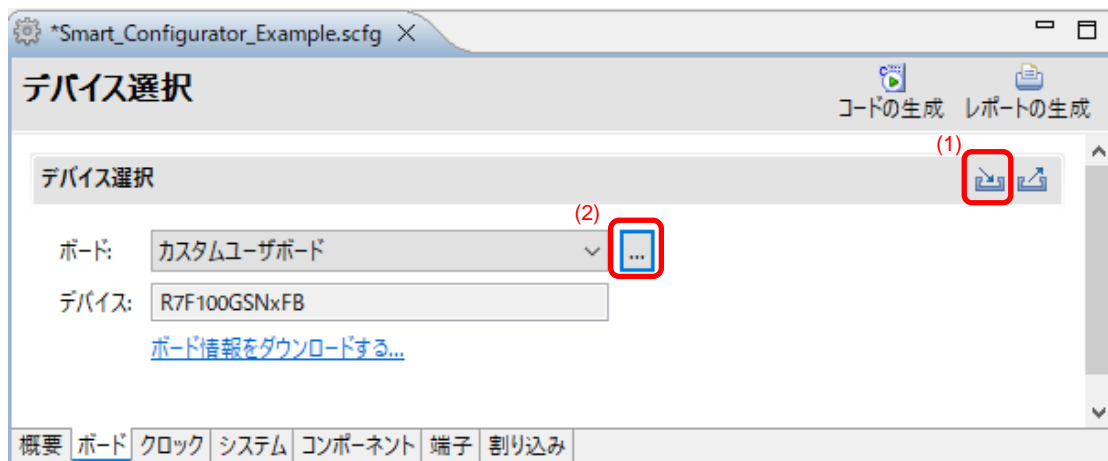 *Smart_Configurator_Example.scfg
デバイス選択
コードの生成 レポートの生成
(1)
デバイス選択
(2)
ボード: カスタムユーザボード ...
デバイス: R7F100GSNxFB
ボード情報をダウンロードする...
概要 ボード クロック システム コンポーネント 端子 割り込み